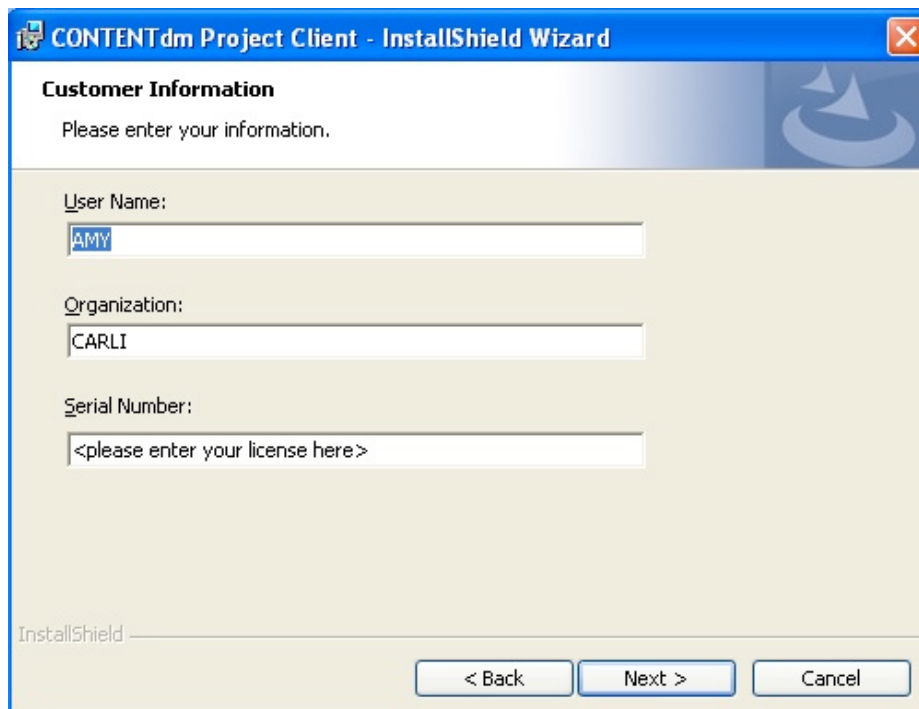 CONTENTdm Project Client - InstallShield Wizard
Customer Information
Please enter your information.
User Name:
AMY
Organization:
CARLI
Serial Number:
<please enter your license here>
InstallShield
< Back Next > Cancel